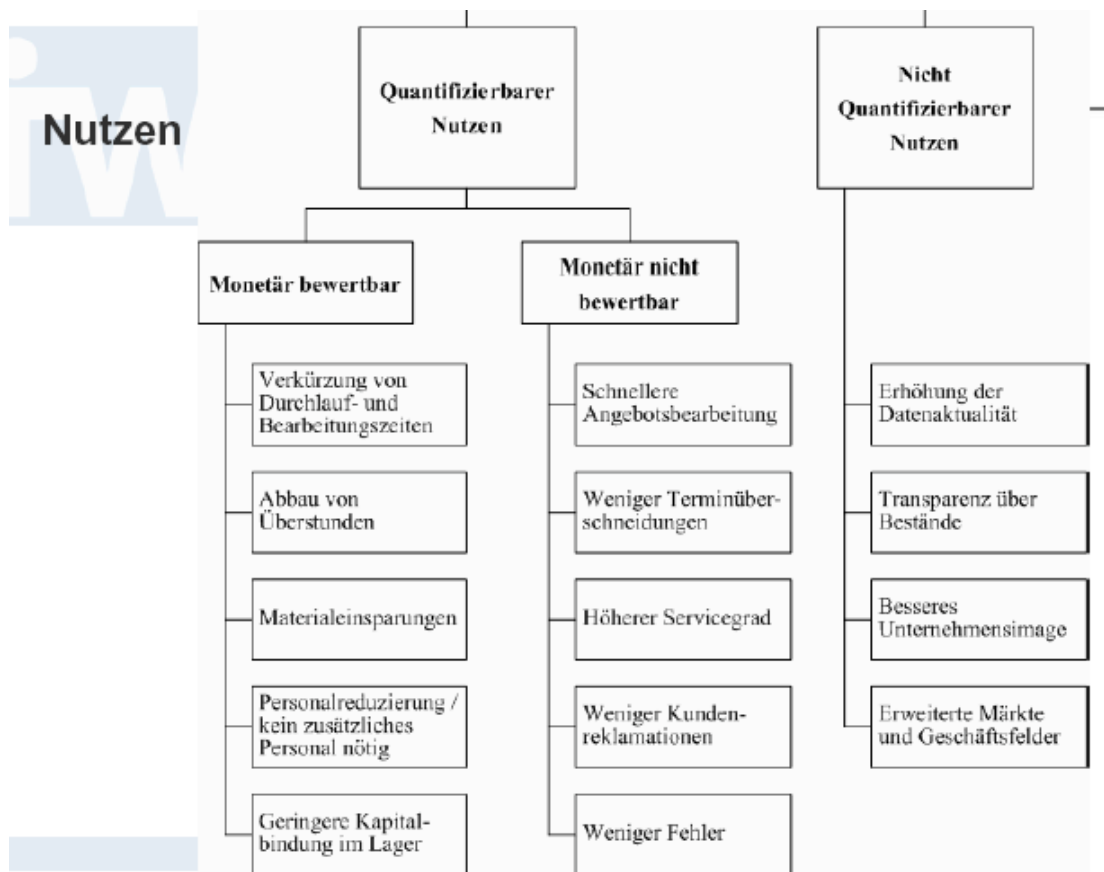 Nutzen
Quantifizierbarer
Nutzen
Nicht
Quantifizierbarer
Nutzen
Monetär bewertbar
Monetär nicht
bewertbar
Verkürzung von
Durchlauf- und
Bearbeitungszeiten
Abbau von
Überstunden
Materialeinsparungen
Personalreduzierung /
kein zusätzliches
Personal nötig
Geringere Kapital-
bindung im Lager
Schnellere
Angebotsbearbeitung
Weniger Terminüber-
schneidungen
Höherer Servicegrad
Weniger Kunden-
reklamationen
Weniger Fehler
Erhöhung der
Datenaktualität
Transparenz über
Bestände
Besseres
Unternehmensimage
Erweiterte Märkte
und Geschäftsfelder